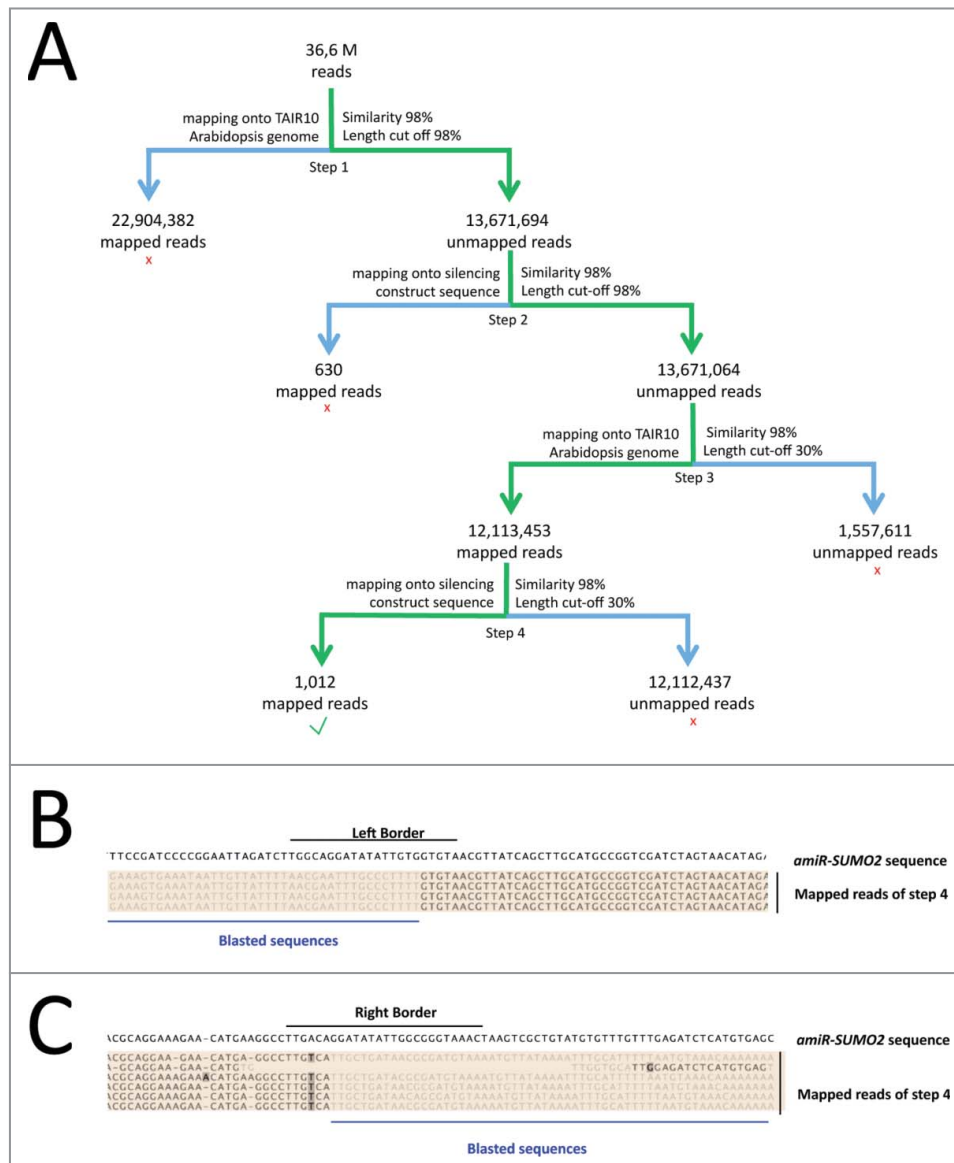 A
36,6 M
reads
mapping onto TAIR10
Arabidopsis genome
Similarity 98%
Length cut off 98%
Step 1
22,904,382
mapped reads
x
13,671,694
unmapped reads
mapping onto silencing
construct sequence
Similarity 98%
Length cut-off 98%
Step 2
630
mapped reads
x
13,671,064
unmapped reads
mapping onto TAIR10
Arabidopsis genome
Similarity 98%
Length cut-off 30%
Step 3
12,113,453
mapped reads
1,557,611
unmapped reads
x
mapping onto silencing
construct sequence
Similarity 98%
Length cut-off 30%
Step 4
1,012
mapped reads
12,112,437
unmapped reads
x
B
Left Border
TTCCGATCCCCGGAATTAGATCTTGGCAGGATATATTGTGGTGTAACGTTATCAGCTTGCATGCCGGTCGATCTAGTAACATAGA
amiR-SUMO2 sequence
GAAAGTGAAATAATTGTTATTTTAACGAATTTGCCCTTTTGTGTAACGTTATCAGCTTGCATGCCGGTCGATCTAGTAACATAGA
GAAAGTGAAATAATTGTTATTTTAACGAATTTGCCCTTTTGTGTAACGTTATCAGCTTGCATGCCGGTCGATCTAGTAACATAGA
GAAAGTGAAATAATTGTTATTTTAACGAATTTGCCCTTTTGTGTAACGTTATCAGCTTGCATGCCGGTCGATCTAGTAACATAGA
Mapped reads of step 4
Blasted sequences
C
Right Border
ACGCAGGAAAGAA-CATGAAGGCCTTGACAGGATATATTGGCGGGTAAACTAAGTCGCTGTATGTGTTTGTTTGAGATCTCATGTGAGC
amiR-SUMO2 sequence
Mapped reads of step 4
Blasted sequences